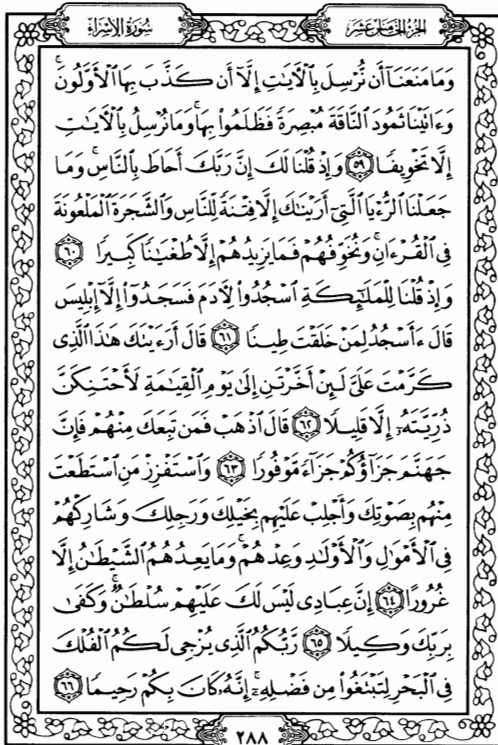 الجزء الخامس عشر
سورة الإسراء
وَمَا مَنَعَنَآ أَن نُّرْسِلَ بِٱلْأٓيَٰتِ إِلَّآ أَن كَذَّبَ بِهَا ٱلْأَوَّلُونَۚ
وَءَاتَيْنَا ثَمُودَ ٱلنَّاقَةَ مُبْصِرَةً فَظَلَمُوا۟ بِهَاۚ وَمَا نُرْسِلُ بِٱلْأٓيَٰتِ
إِلَّا تَخْوِيفًا ٥٩ وَإِذْ قُلْنَا لَكَ إِنَّ رَبَّكَ أَحَاطَ بِٱلنَّاسِۚ وَمَا
جَعَلْنَا ٱلرُّءْيَا ٱلَّتِىٓ أَرَيْنَٰكَ إِلَّا فِتْنَةً لِّلنَّاسِ وَٱلشَّجَرَةَ ٱلْمَلْعُونَةَ
فِى ٱلْقُرْءَانِۚ وَنُخَوِّفُهُمْ فَمَا يَزِيدُهُمْ إِلَّا طُغْيَٰنًا كَبِيرًا ٦٠
وَإِذْ قُلْنَا لِلْمَلَٰٓئِكَةِ ٱسْجُدُوا۟ لِأٓدَمَ فَسَجَدُوٓا۟ إِلَّآ إِبْلِيسَ
قَالَ ءَأَسْجُدُ لِمَنْ خَلَقْتَ طِينًا ٦١ قَالَ أَرَءَيْتَكَ هَٰذَا ٱلَّذِى
كَرَّمْتَ عَلَىَّ لَئِنْ أَخَّرْتَنِ إِلَىٰ يَوْمِ ٱلْقِيَٰمَةِ لَأَحْتَنِكَنَّ
ذُرِّيَّتَهُۥٓ إِلَّا قَلِيلًا ٦٢ قَالَ ٱذْهَبْ فَمَن تَبِعَكَ مِنْهُمْ فَإِنَّ
جَهَنَّمَ جَزَآؤُكُمْ جَزَآءً مَّوْفُورًا ٦٣ وَٱسْتَفْزِزْ مَنِ ٱسْتَطَعْتَ
مِنْهُم بِصَوْتِكَ وَأَجْلِبْ عَلَيْهِم بِخَيْلِكَ وَرَجِلِكَ وَشَارِكْهُمْ
فِى ٱلْأَمْوَٰلِ وَٱلْأَوْلَٰدِ وَعِدْهُمْۚ وَمَا يَعِدُهُمُ ٱلشَّيْطَٰنُ إِلَّا
غُرُورًا ٦٤ إِنَّ عِبَادِى لَيْسَ لَكَ عَلَيْهِمْ سُلْطَٰنٌۚ وَكَفَىٰ
بِرَبِّكَ وَكِيلًا ٦٥ رَّبُّكُمُ ٱلَّذِى يُزْجِى لَكُمُ ٱلْفُلْكَ
فِى ٱلْبَحْرِ لِتَبْتَغُوا۟ مِن فَضْلِهِۦٓۚ إِنَّهُۥ كَانَ بِكُمْ رَحِيمًا ٦٦
٢٨٨